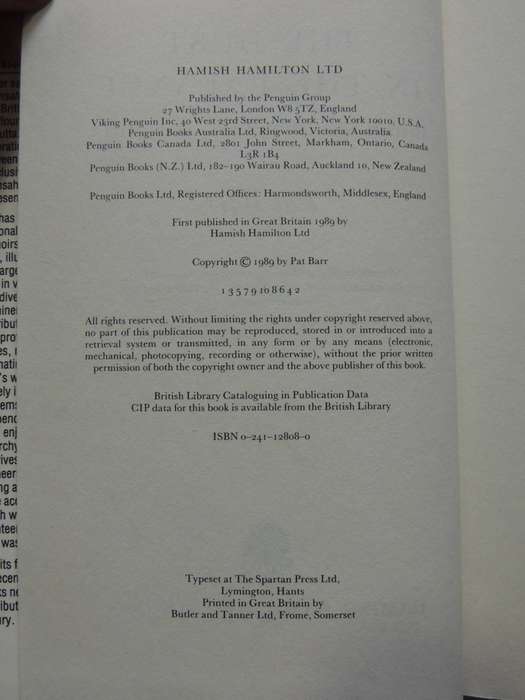 HAMISH HAMILTON LTD
Published by the Penguin Group
27 Wrights Lane, London W8 5TZ, England
Viking Penguin Inc, 40 West 23rd Street, New York, New York 10010, U.S.A.
Penguin Books Australia Ltd, Ringwood, Victoria, Australia
Penguin Books Canada Ltd, 2801 John Street, Markham, Ontario, Canada
L3R 1B4
Penguin Books (N.Z.) Ltd, 182–190 Wairau Road, Auckland 10, New Zealand
Penguin Books Ltd, Registered Offices: Harmondsworth, Middlesex, England
First published in Great Britain 1989 by
Hamish Hamilton Ltd
Copyright © 1989 by Pat Barr
1 3 5 7 9 10 8 6 4 2
All rights reserved. Without limiting the rights under copyright reserved above,
no part of this publication may be reproduced, stored in or introduced into a
retrieval system or transmitted, in any form or by any means (electronic,
mechanical, photocopying, recording or otherwise), without the prior written
permission of both the copyright owner and the above publisher of this book.
British Library Cataloguing in Publication Data
CIP data for this book is available from the British Library
ISBN 0–241–12808–0
Typeset at The Spartan Press Ltd,
Lymington, Hants
Printed in Great Britain by
Butler and Tanner Ltd, Frome, Somerset